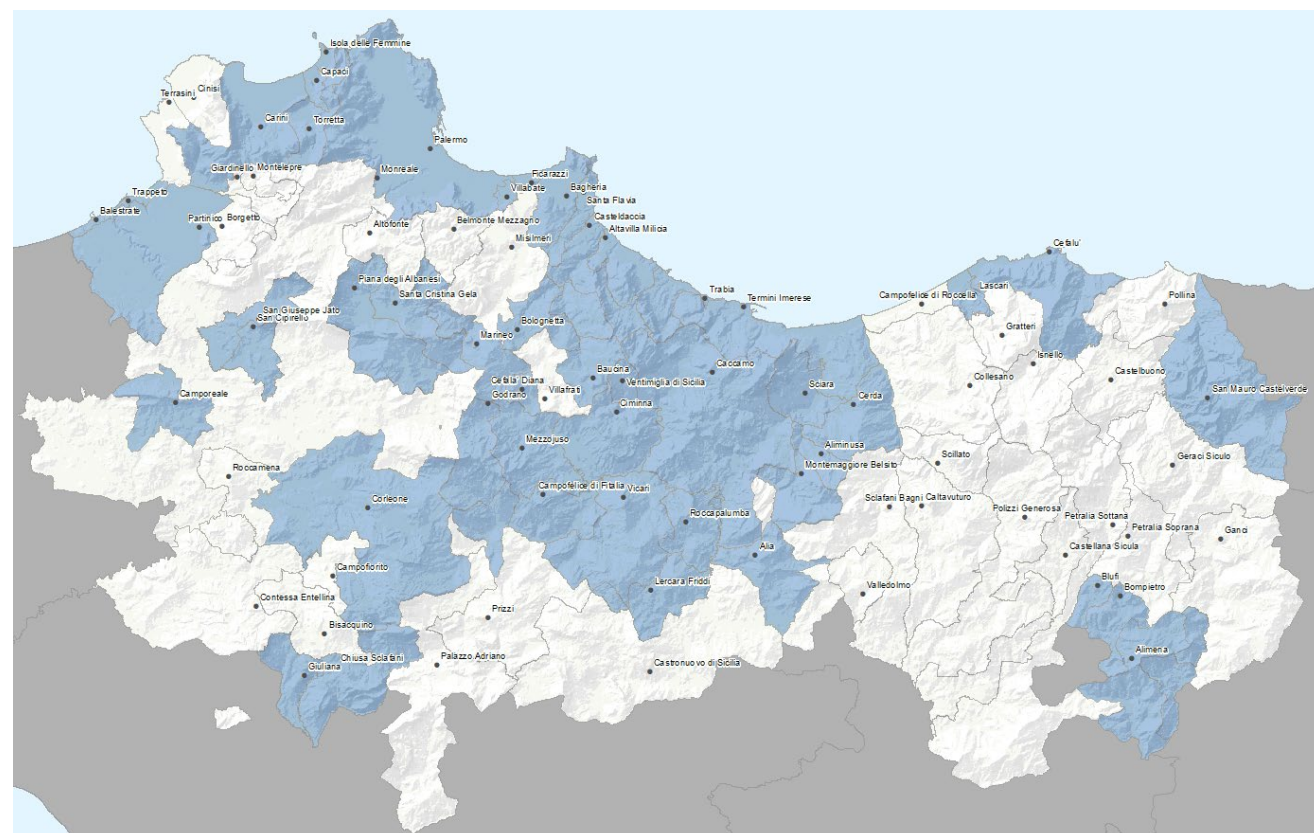 Isola delle Femmine
Capaci
Terrasini
Cinisi
Carini
Torretta
Palermo
Giardinello
Montelepre
Monreale
Ficarazzi
Villabate
Bagheria
Santa Flavia
Trappeto
Balestrate
Partinico
Borgetto
Altofonte
Belmonte Mezzagno
Casteldaccia
Altavilla Milicia
Misilmeri
Cefalu'
Piana degli Albanesi
Santa Cristina Gela
Trabia
Termini Imerese
Campofelice di Roccella
Lascari
Pollina
San Giuseppe Jato
San Cipirello
Bolognetta
Marineo
Gratteri
Isnello
Baucina
Caccamo
Cefala Diana
Villafrati
Ventimiglia di Sicilia
Sciara
Collesano
Castelbuono
San Mauro Castelverde
Camporeale
Godrano
Ciminna
Cerda
Mezzojuso
Aliminusa
Montemaggiore Belsito
Scillato
Geraci Siculo
Roccamena
Corleone
Campofelice di Fitalia
Vicari
Roccapalumba
Sclafani Bagni
Caltavuturo
Polizzi Generosa
Petralia Sottana
Petralia Soprana
Ganci
Alia
Castellana Sicula
Campofiorito
Lercara Friddi
Valledolmo
Blufi
Bompietro
Contessa Entellina
Prizzi
Bisacquino
Chiusa Sclafani
Giuliana
Palazzo Adriano
Castronuovo di Sicilia
Alimena